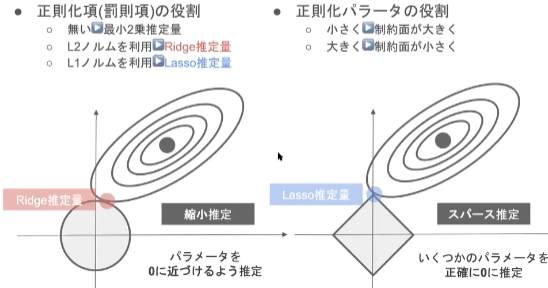 ● 正則化項(罰則項)の役割
○ 無い▶最小2乗推定量
○ L2ノルムを利用▶Ridge推定量
○ L1ノルムを利用▶Lasso推定量
● 正則化パラータの役割
○ 小さく▶制約面が大きく
○ 大きく▶制約面が小さく
Ridge推定量
縮小推定
パラメータを
0に近づけるよう推定
Lasso推定量
スパース推定
いくつかのパラメータを
正確に0に推定